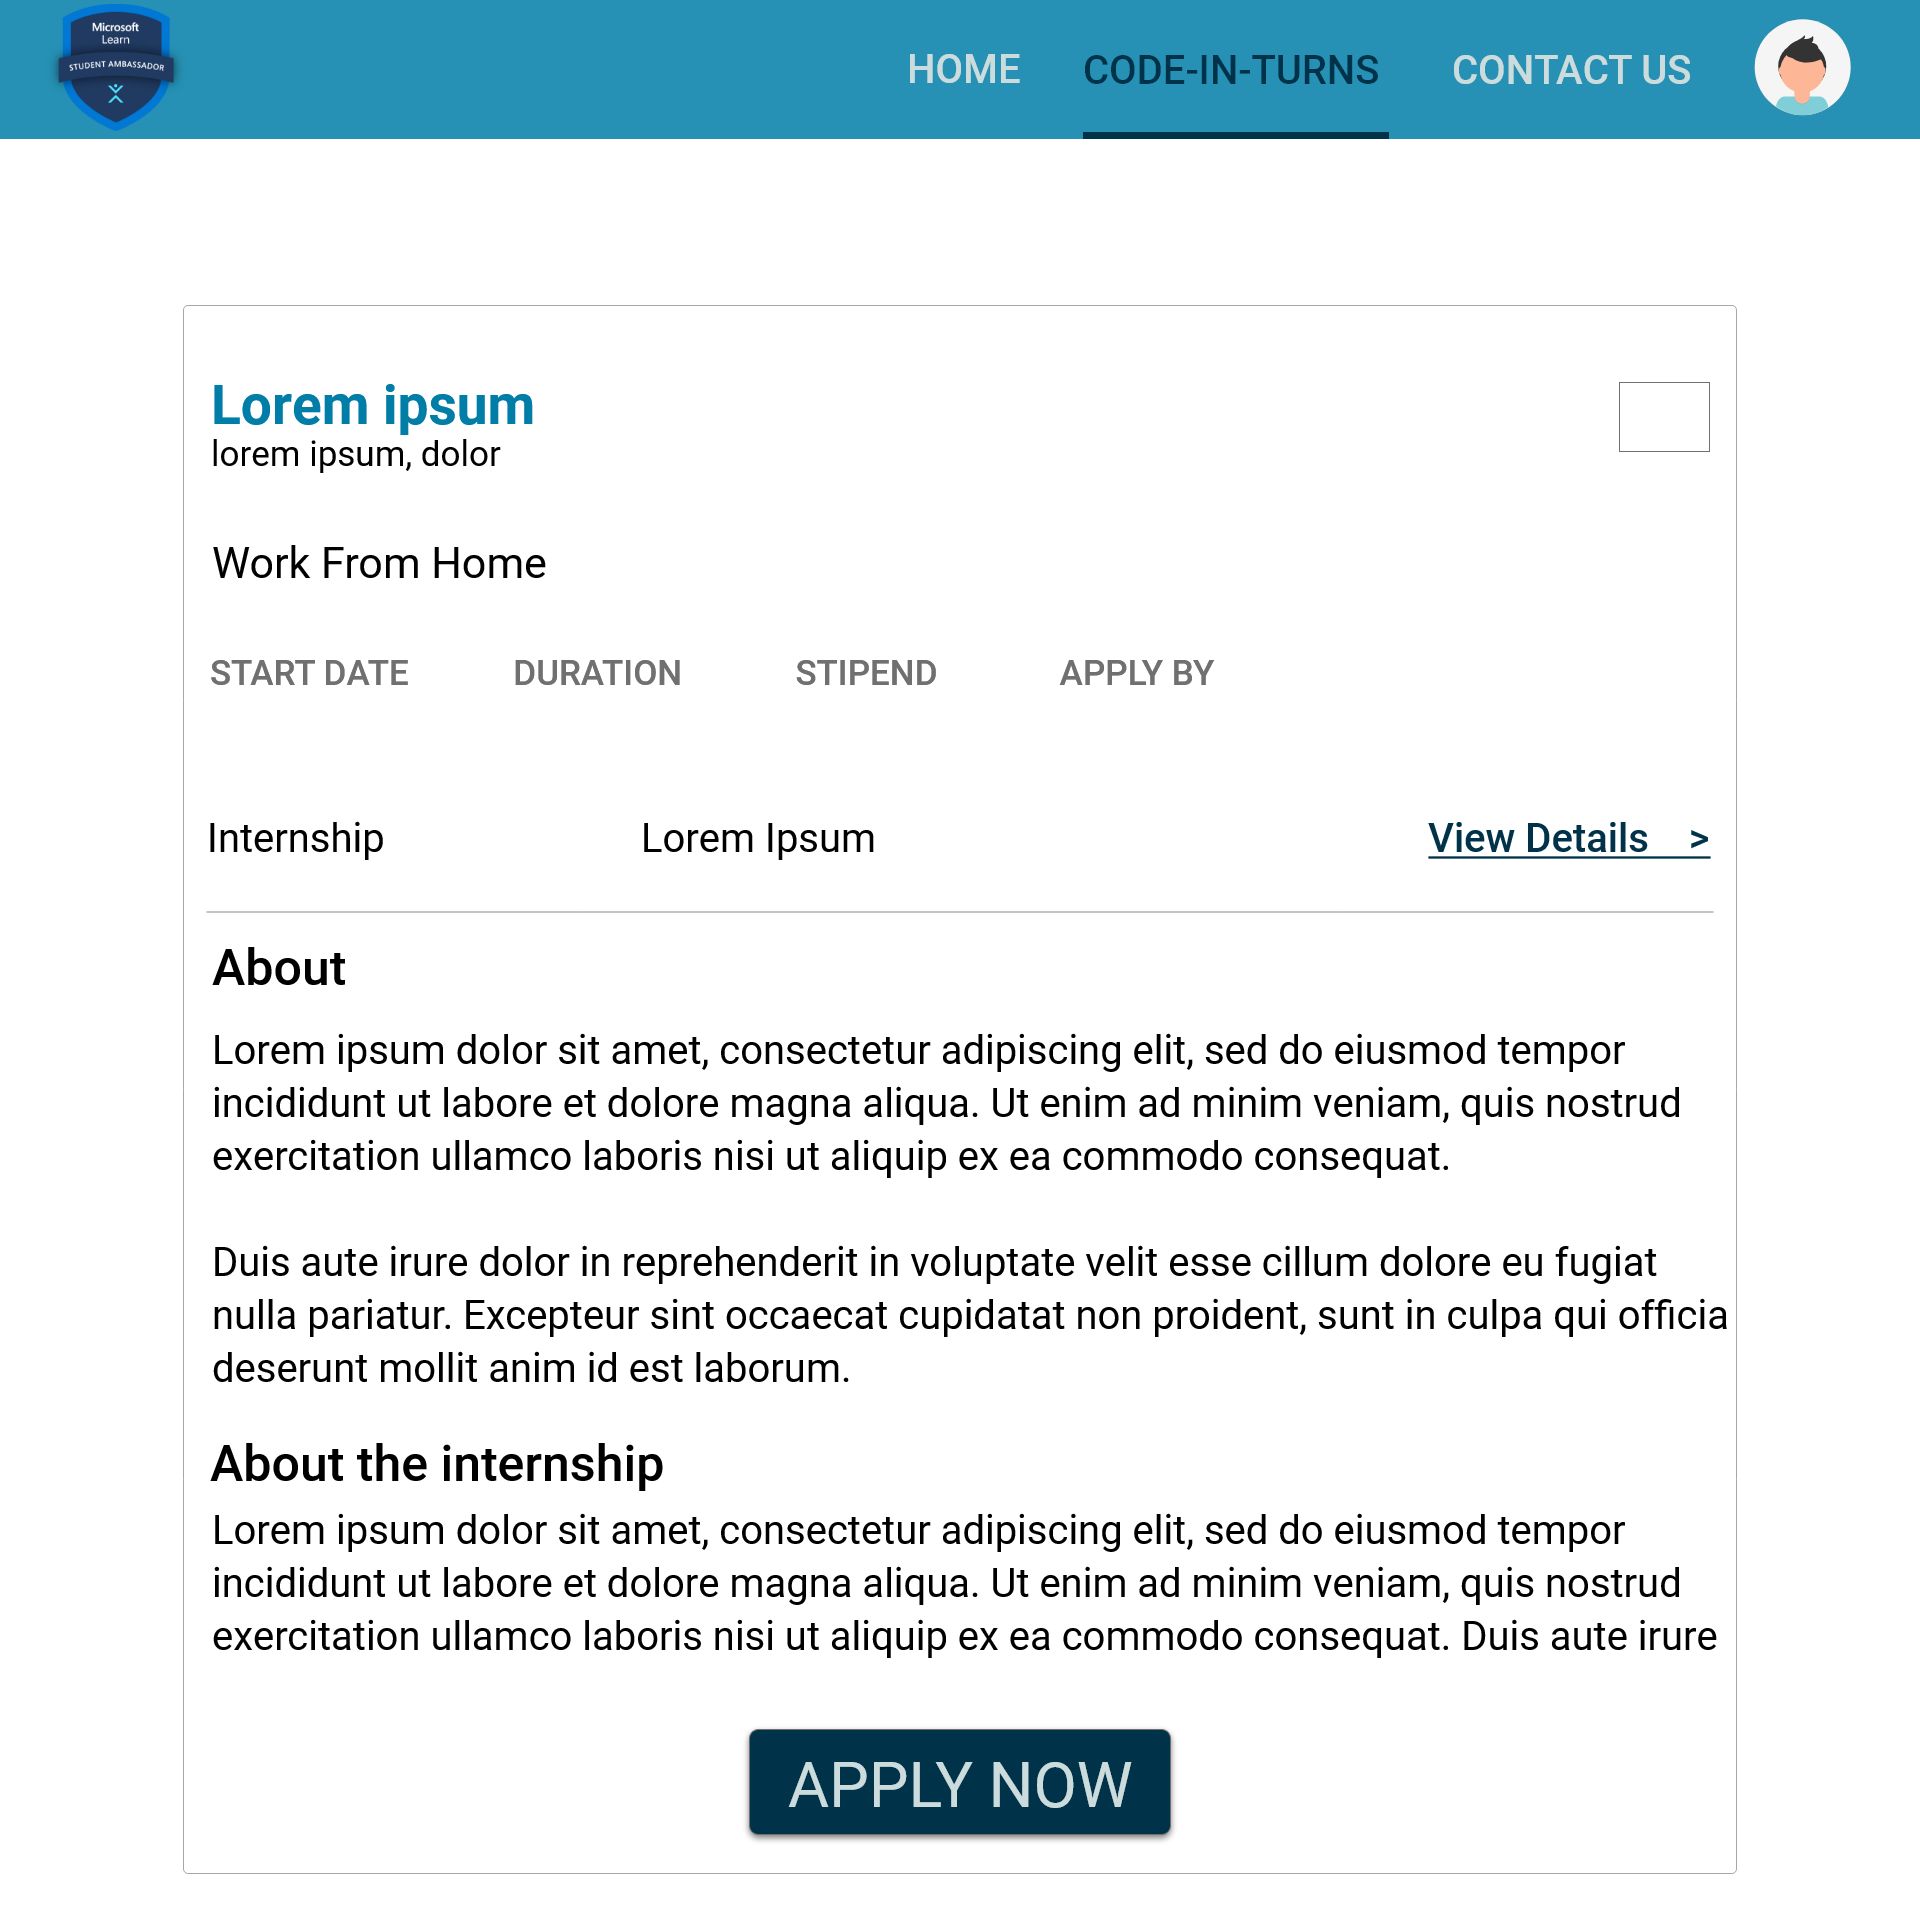 Microsoft
Learn
STUDENT AMBASSADOR
HOME CODE-IN-TURNS CONTACT US
Lorem ipsum
lorem ipsum, dolor
Work From Home
START DATE DURATION STIPEND APPLY BY
Internship Lorem Ipsum View Details >
About
Lorem ipsum dolor sit amet, consectetur adipiscing elit, sed do eiusmod tempor
incididunt ut labore et dolore magna aliqua. Ut enim ad minim veniam, quis nostrud
exercitation ullamco laboris nisi ut aliquip ex ea commodo consequat.
Duis aute irure dolor in reprehenderit in voluptate velit esse cillum dolore eu fugiat
nulla pariatur. Excepteur sint occaecat cupidatat non proident, sunt in culpa qui officia
deserunt mollit anim id est laborum.
About the internship
Lorem ipsum dolor sit amet, consectetur adipiscing elit, sed do eiusmod tempor
incididunt ut labore et dolore magna aliqua. Ut enim ad minim veniam, quis nostrud
exercitation ullamco laboris nisi ut aliquip ex ea commodo consequat. Duis aute irure
APPLY NOW